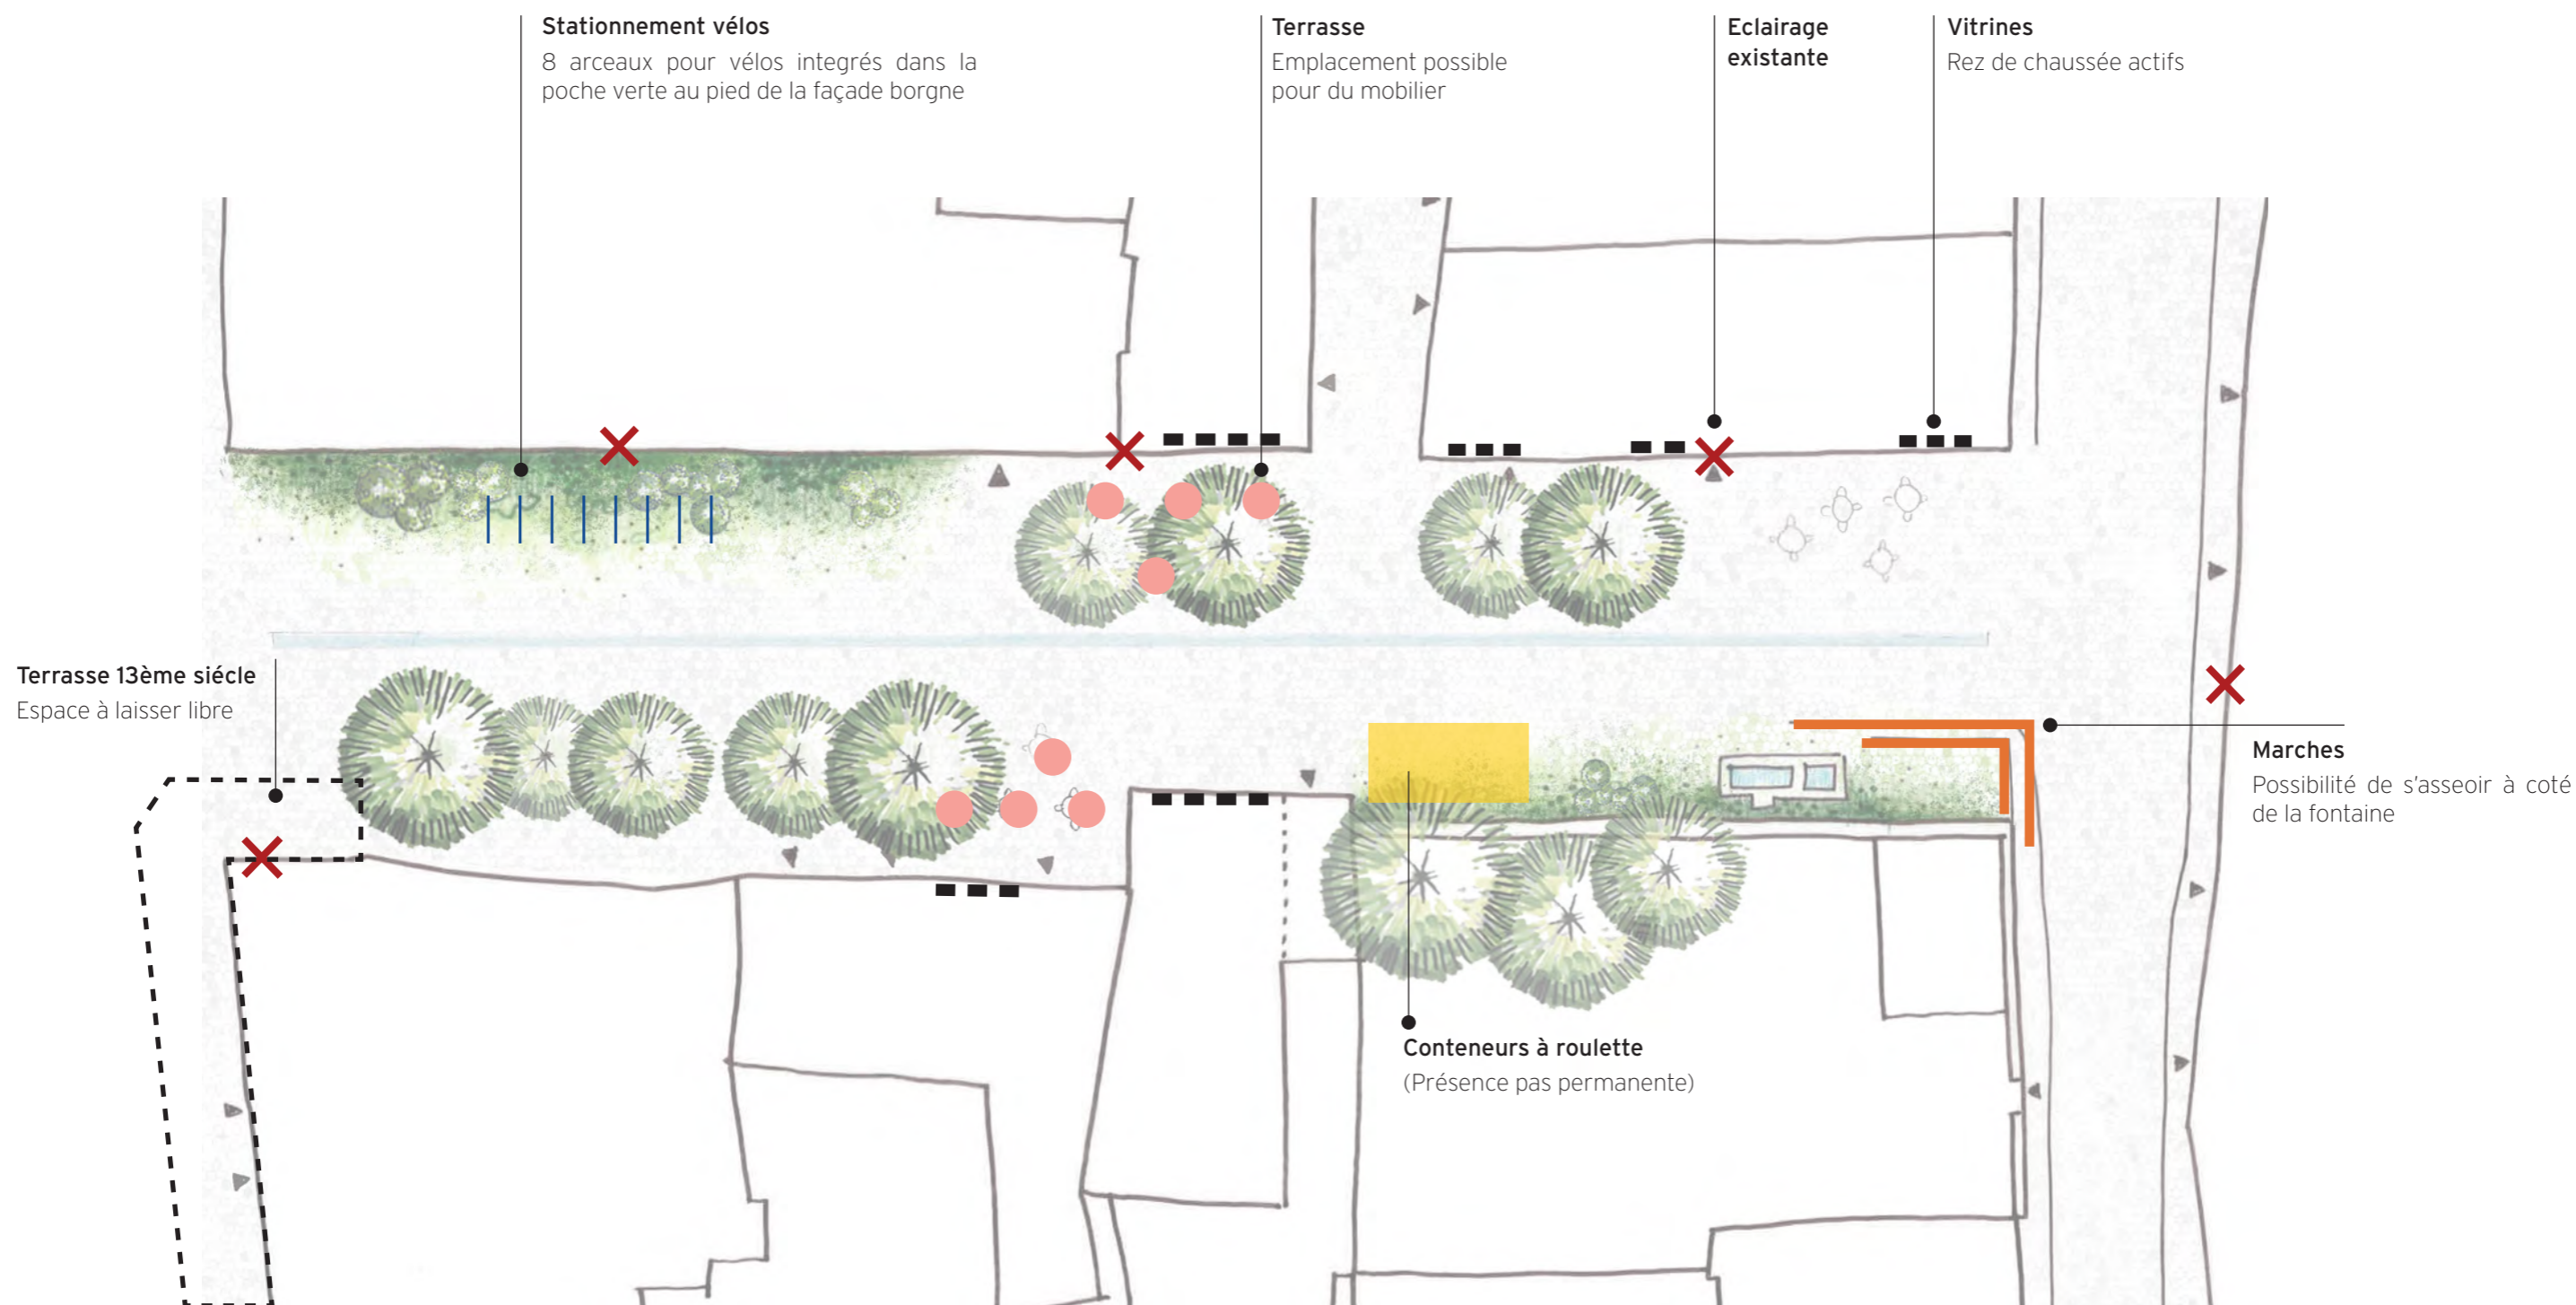 Stationnement vélos
8 arceaux pour vélos integrés dans la
poche verte au pied de la façade borgne
Terrasse
Emplacement possible
pour du mobilier
Eclairage
existante
Vitrines
Rez de chaussée actifs
Terrasse 13ème siécle
Espace à laisser libre
Marches
Possibilité de s'asseoir à coté
de la fontaine
Conteneurs à roulette
(Présence pas permanente)